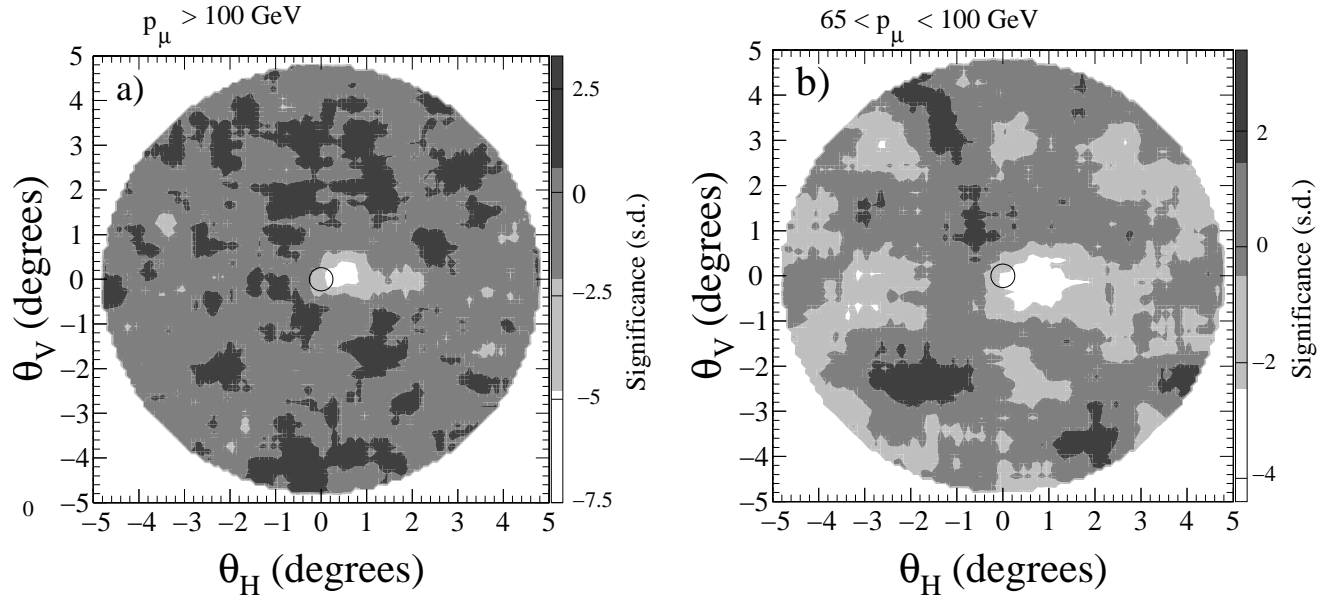 p_μ > 100 GeV
a)
5
4
3
2
1
0
−1
−2
−3
−4
−5
θ_V (degrees)
0
−5 −4 −3 −2 −1 0 1 2 3 4 5
θ_H (degrees)
2.5
0
−2.5
−5
−7.5
Significance (s.d.)
65 < p_μ < 100 GeV
b)
5
4
3
2
1
0
−1
−2
−3
−4
−5
θ_V (degrees)
−5 −4 −3 −2 −1 0 1 2 3 4 5
θ_H (degrees)
2
0
−2
−4
Significance (s.d.)